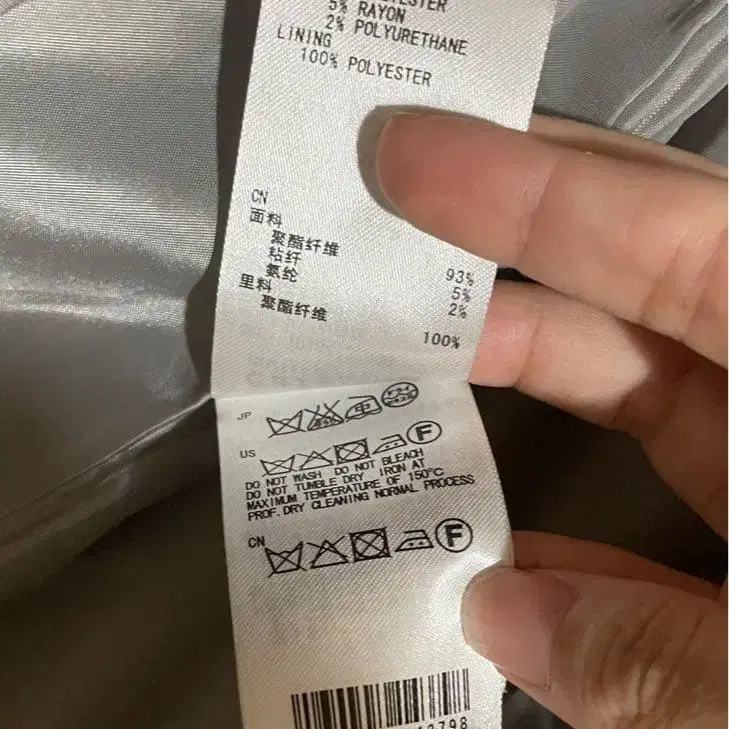 5% RAYON
2% POLYURETHANE
LINING
100% POLYESTER
CN
面料
聚酯纤维 93%
粘纤 5%
氨纶 2%
里料
聚酯纤维 100%
JP
中
US
F
DO NOT WASH DO NOT BLEACH
DO NOT TUMBLE DRY IRON AT
MAXIMUM TEMPERATURE OF 150°C
PROF. DRY CLEANING NORMAL PROCESS
CN
F